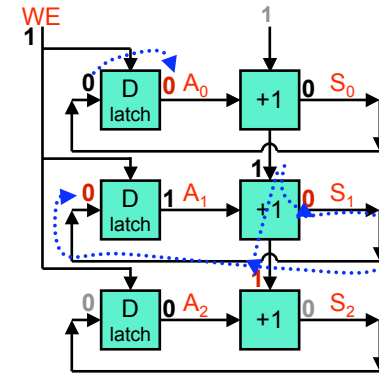 WE 1
1
0 D latch 0 A0 +1 0 S0
1
0 D latch 1 A1 +1 0 S1
1
0 D latch 0 A2 +1 0 S2